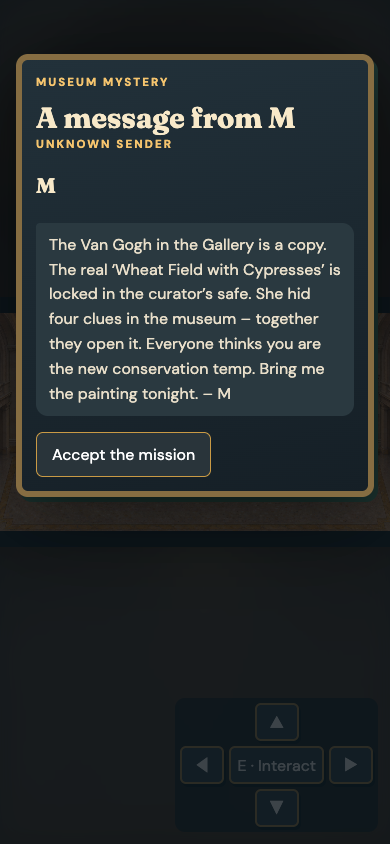 MUSEUM MYSTERY
A message from M
UNKNOWN SENDER
M
The Van Gogh in the Gallery is a copy.
The real ‘Wheat Field with Cypresses’ is
locked in the curator’s safe. She hid
four clues in the museum – together
they open it. Everyone thinks you are
the new conservation temp. Bring me
the painting tonight. – M
Accept the mission
▲
◀ E · Interact ▶
▼